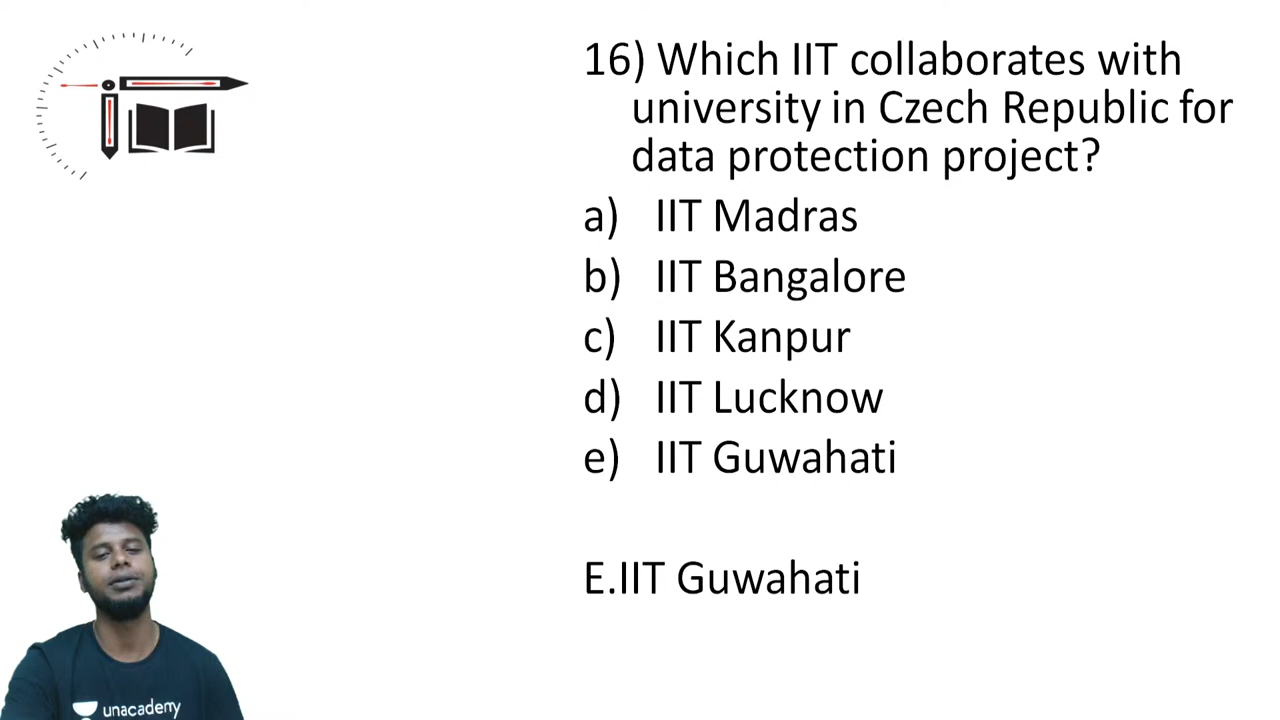 16) Which IIT collaborates with
university in Czech Republic for
data protection project?
a) IIT Madras
b) IIT Bangalore
c) IIT Kanpur
d) IIT Lucknow
e) IIT Guwahati
E.IIT Guwahati
unacademy